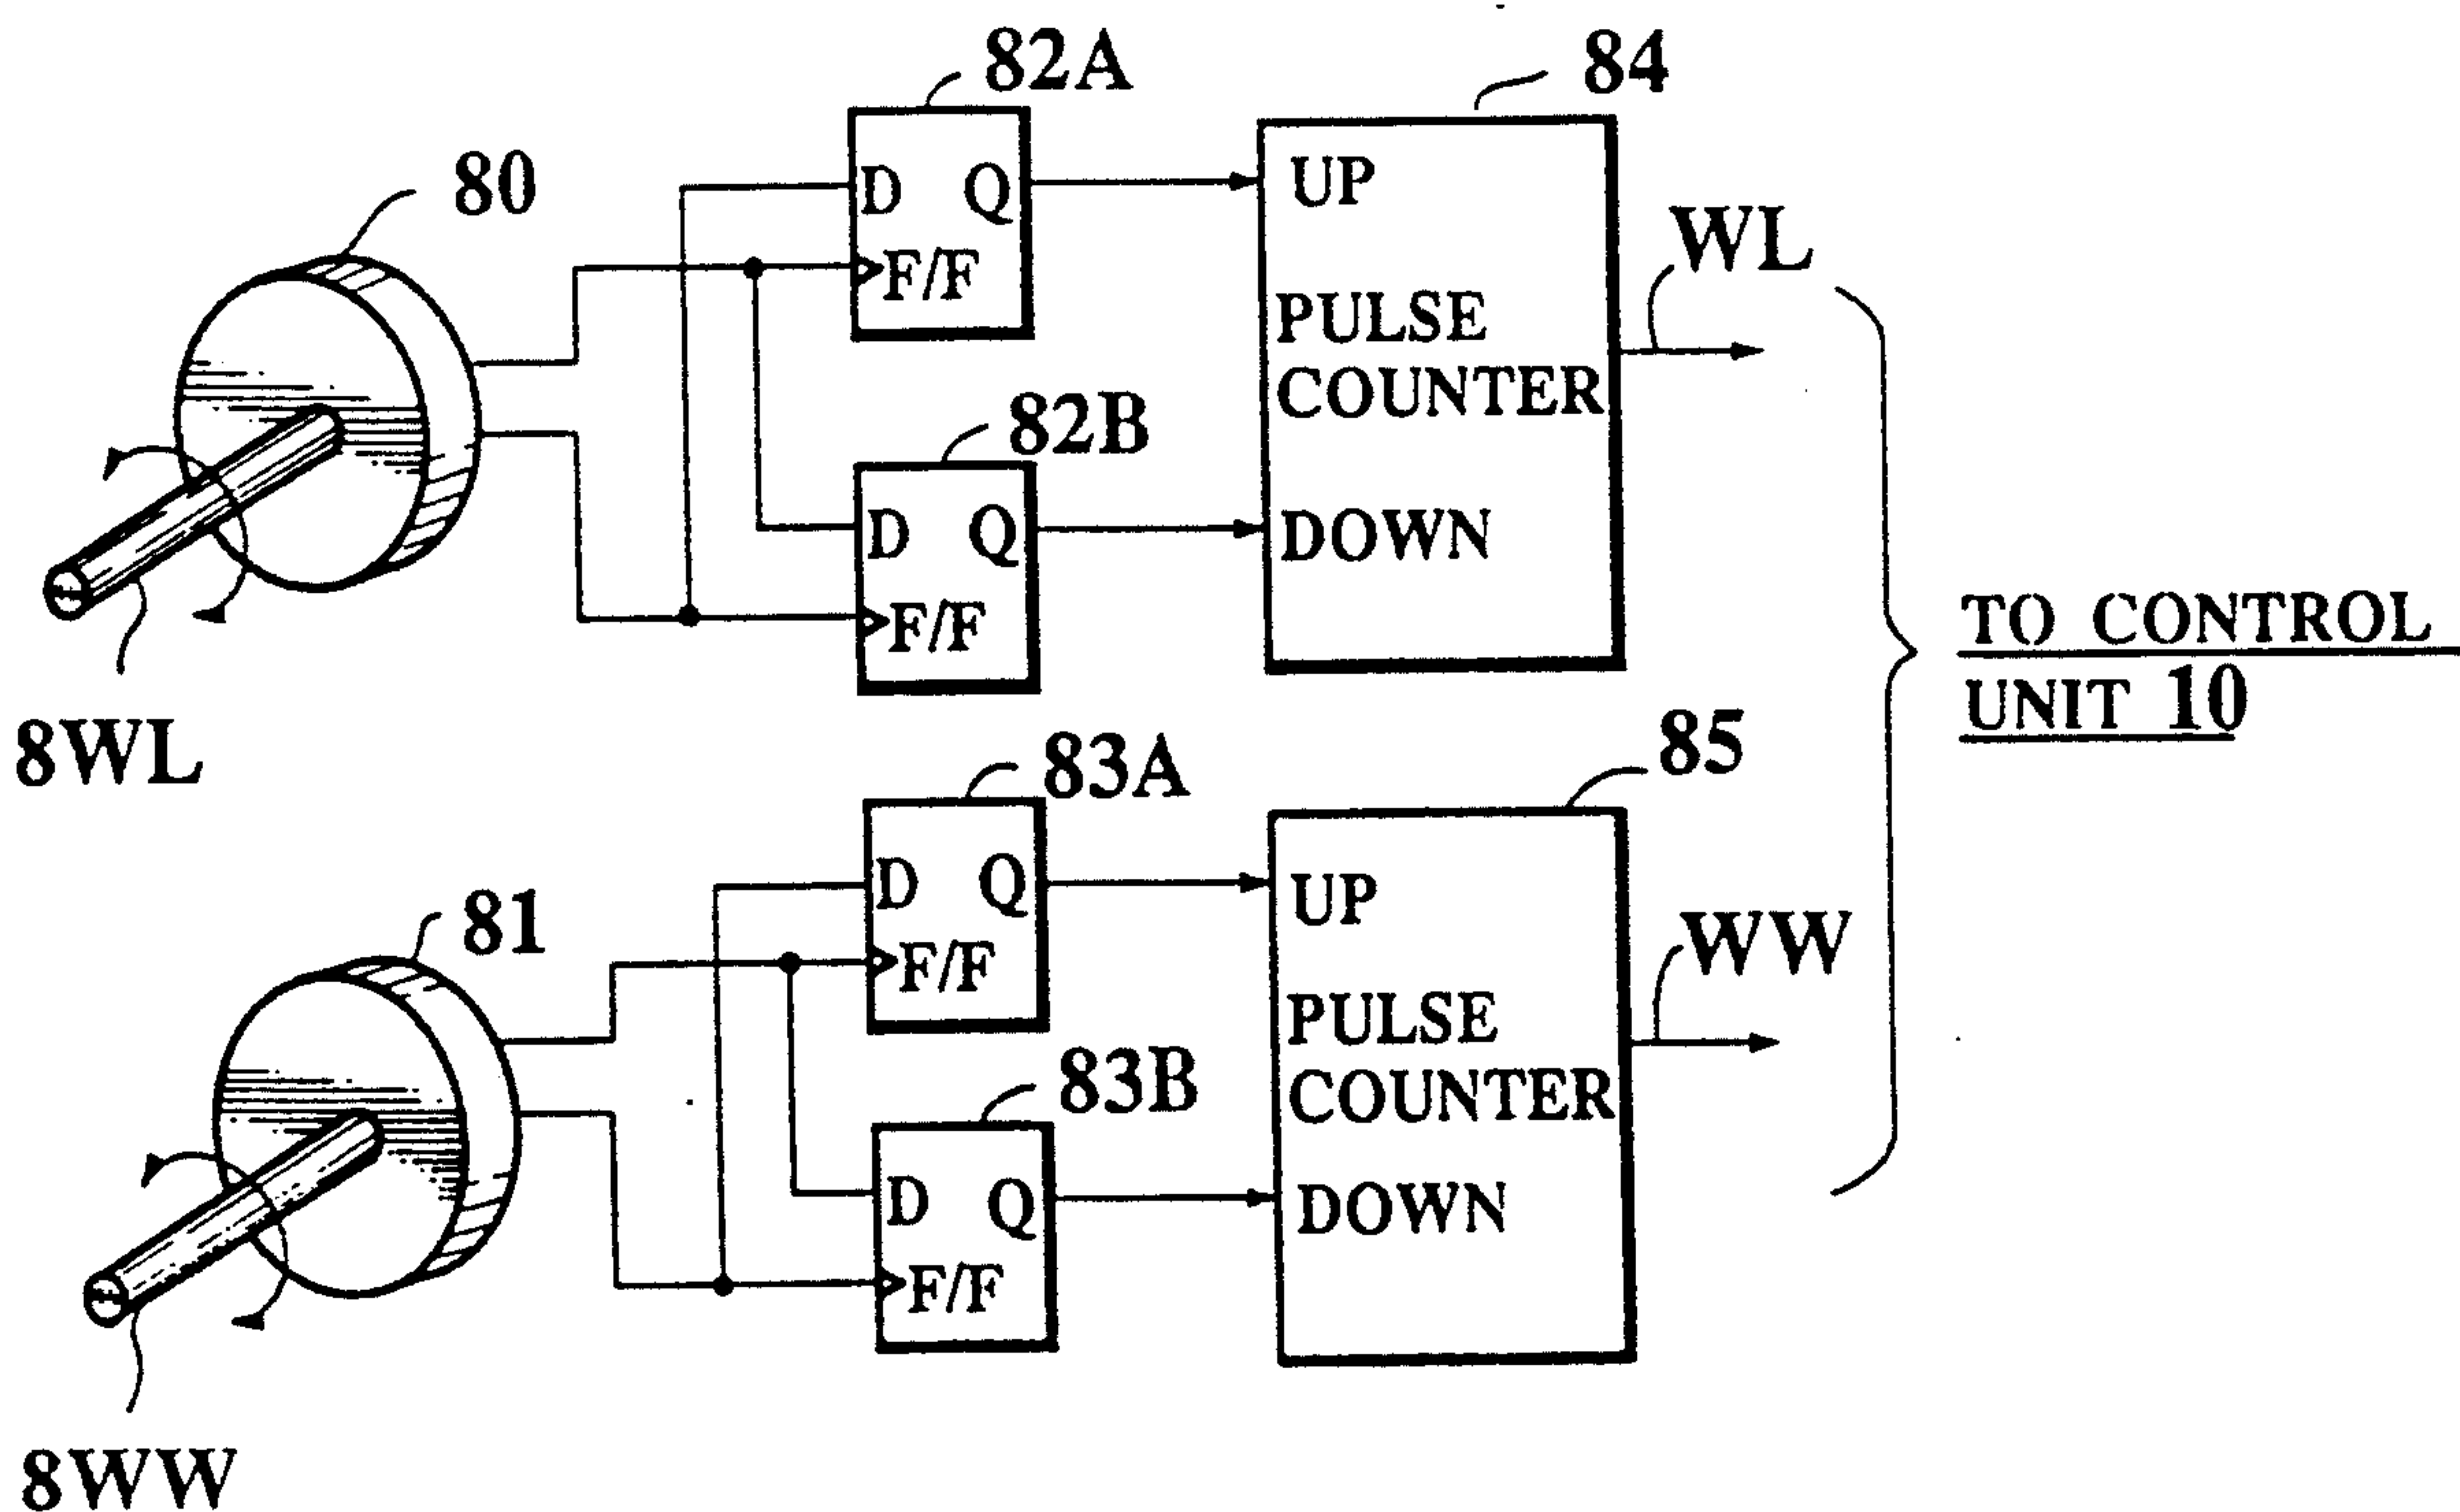 82A
84
80
D Q
F/F
UP
WL
PULSE
COUNTER
82B
D Q
F/F
DOWN
TO CONTROL
UNIT 10
8WL
83A
85
81
D Q
F/F
UP
WW
PULSE
COUNTER
83B
D Q
F/F
DOWN
8WW